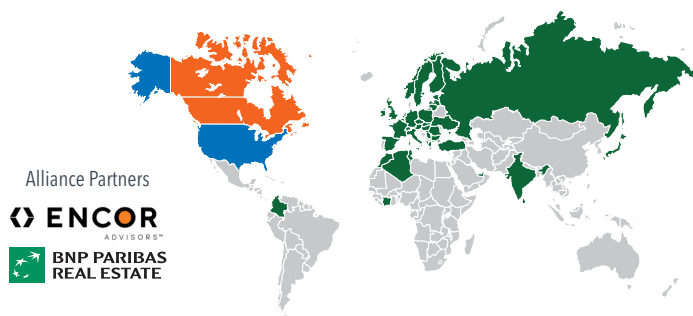 Alliance Partners
ENCOR
ADVISORS™
BNP PARIBAS
REAL ESTATE